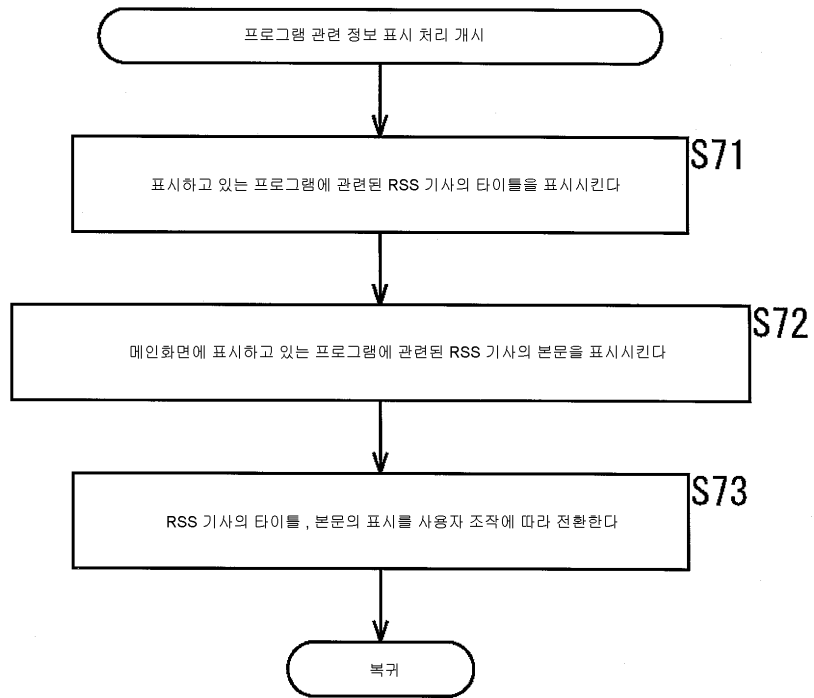 프로그램 관련 정보 표시 처리 개시
S71
표시하고 있는 프로그램에 관련된 RSS 기사의 타이틀을 표시시킨다
S72
메인화면에 표시하고 있는 프로그램에 관련된 RSS 기사의 본문을 표시시킨다
S73
RSS 기사의 타이틀 , 본문의 표시를 사용자 조작에 따라 전환한다
복귀